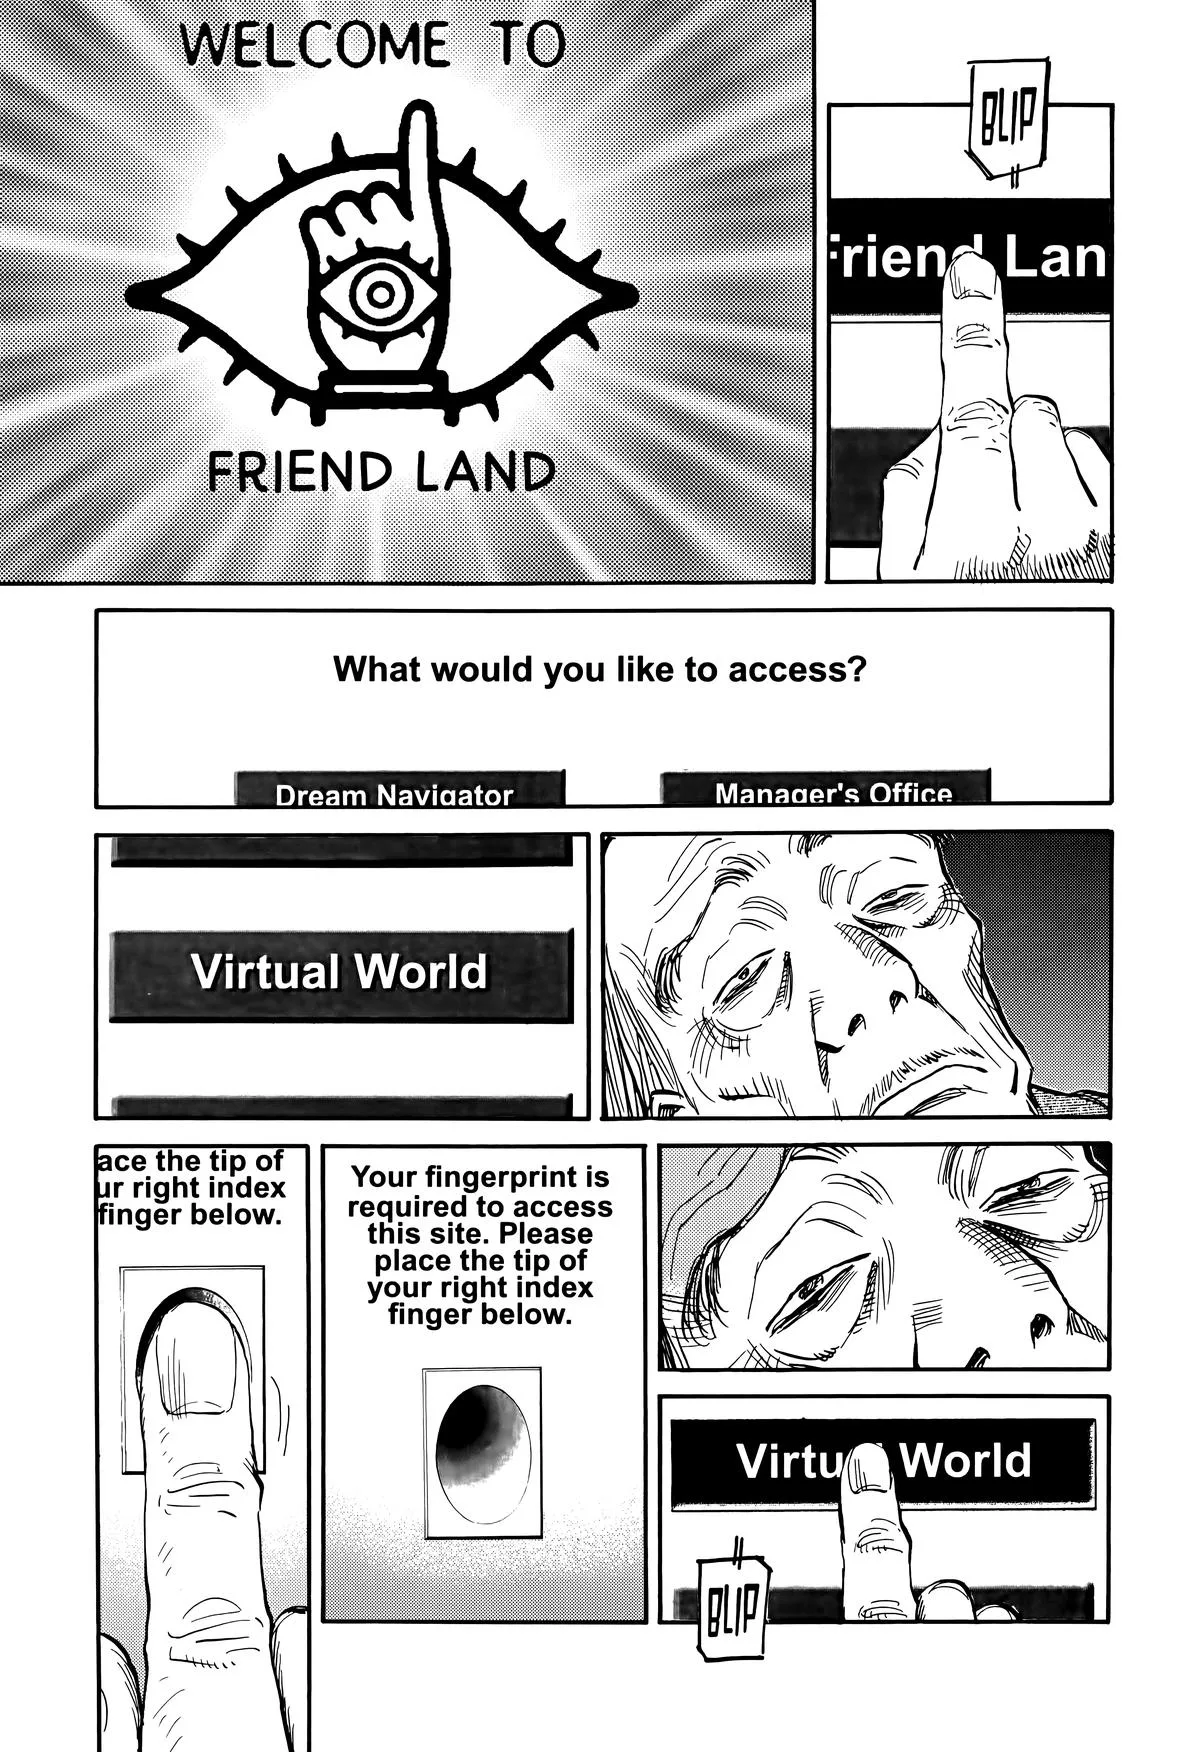 BLIP
Friend Lan
WELCOME TO
FRIEND LAND
What would you like to access?
Manager's Office
Dream Navigator
Virtual World
Virtual World
BLIP
Your fingerprint is
required to access
this site. Please
place the tip of
your right index
finger below.
ace the tip of
ur right index
finger below.